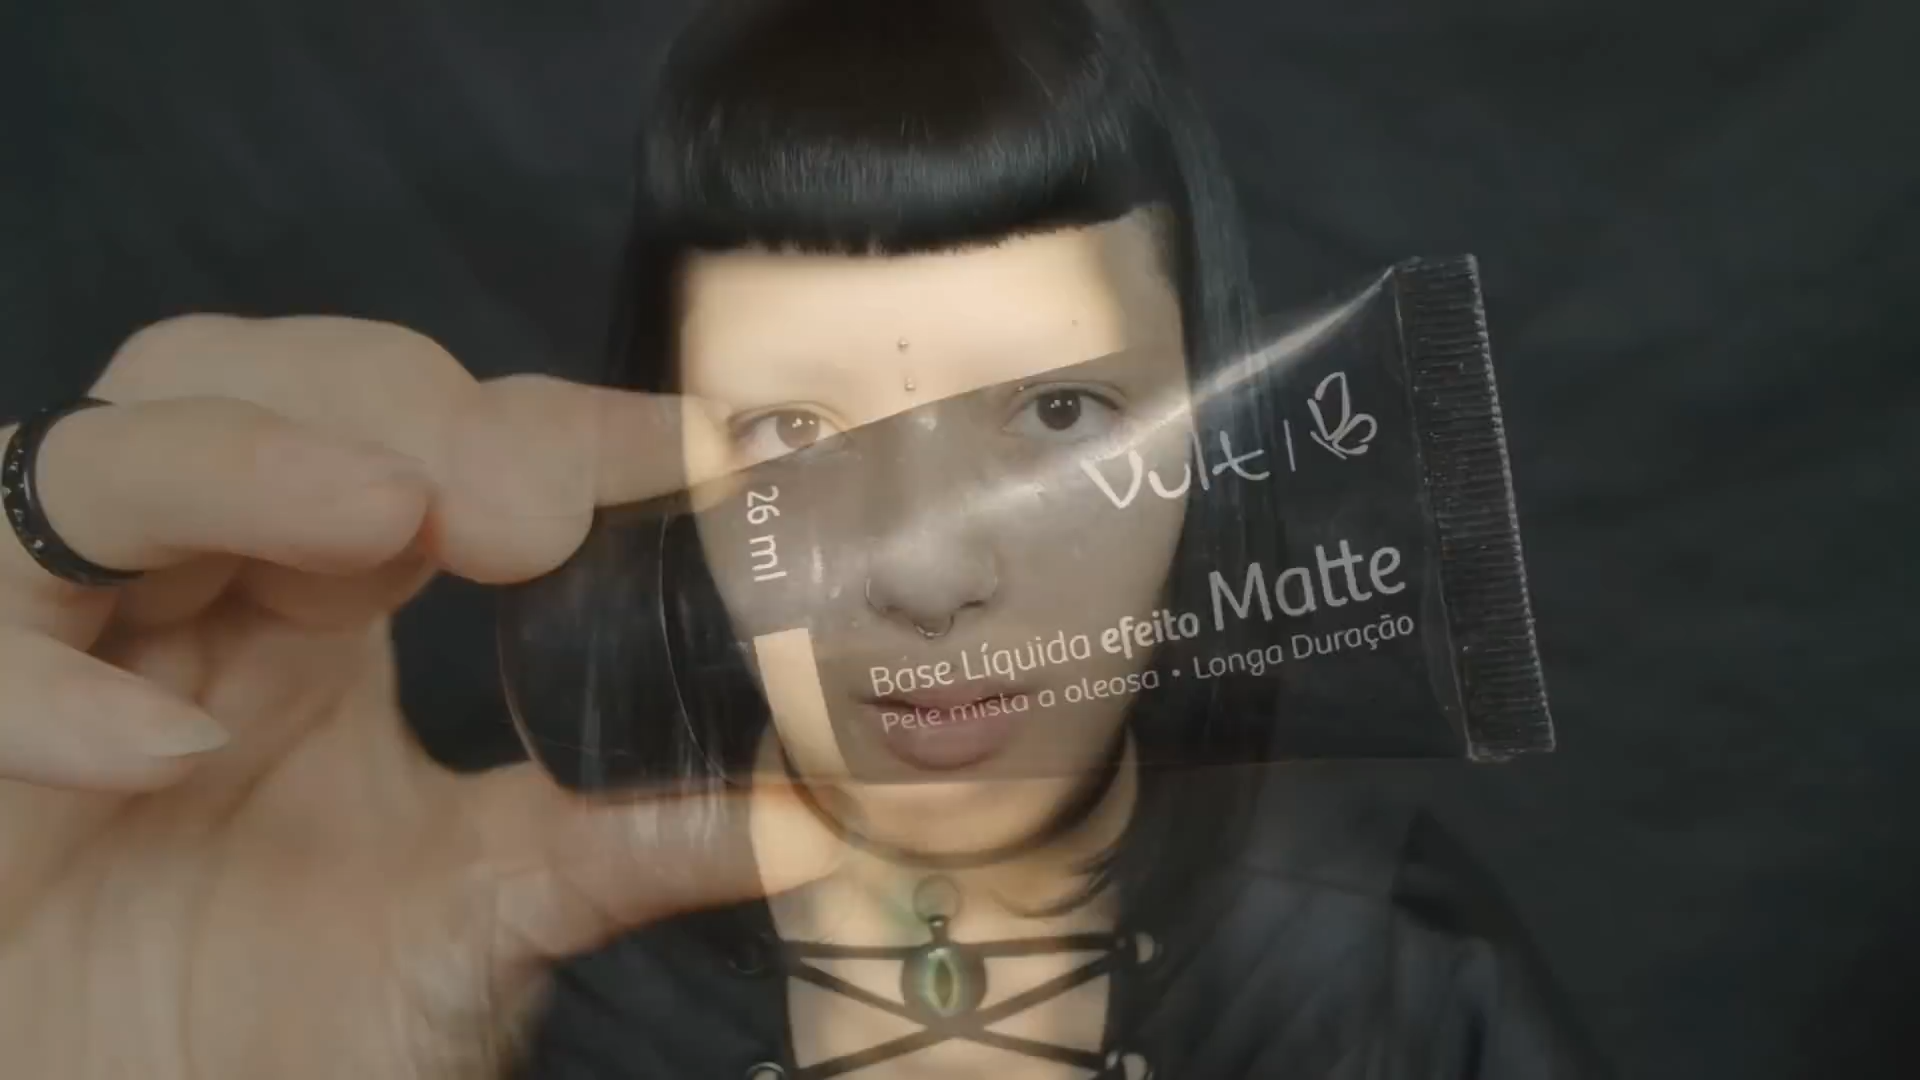 Vult
26 ml
Base Líquida efeito Matte
Pele mista a oleosa • Longa Duração